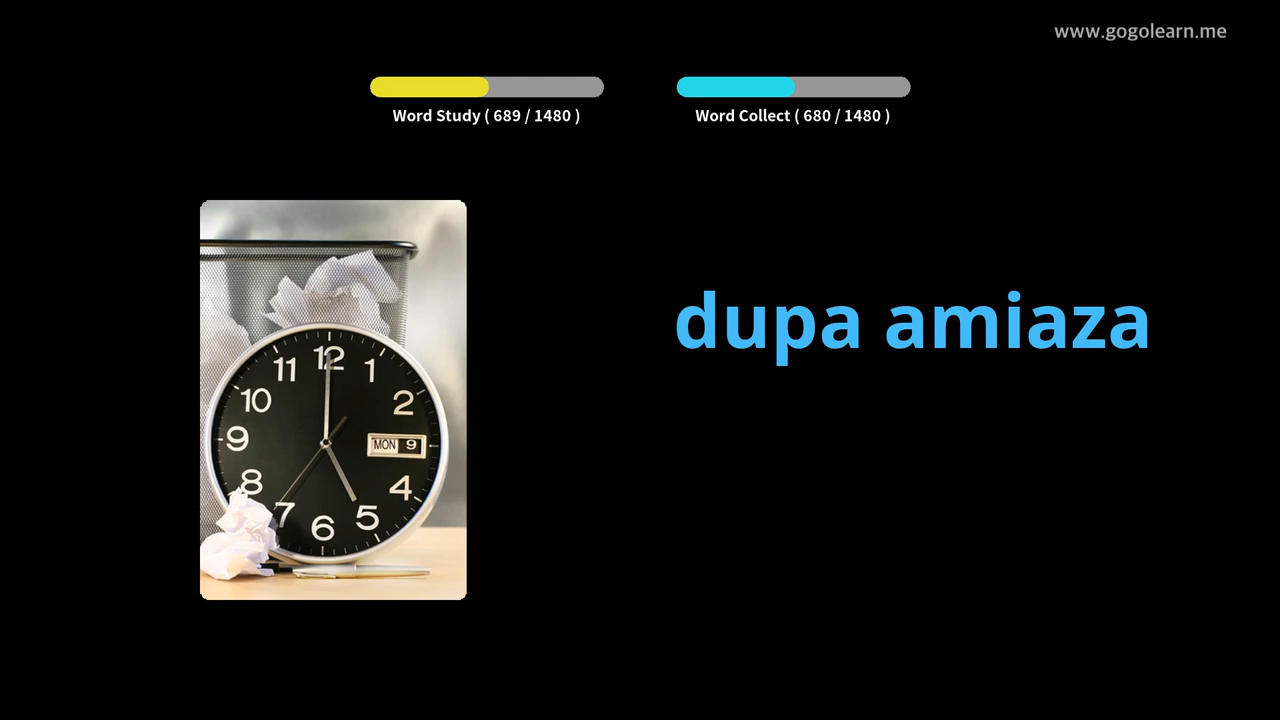 www.gogolearn.me
Word Study ( 689 / 1480 )
Word Collect ( 680 / 1480 )
dupa amiaza
12
1
2
3
4
5
6
7
8
9
10
11
MON 9